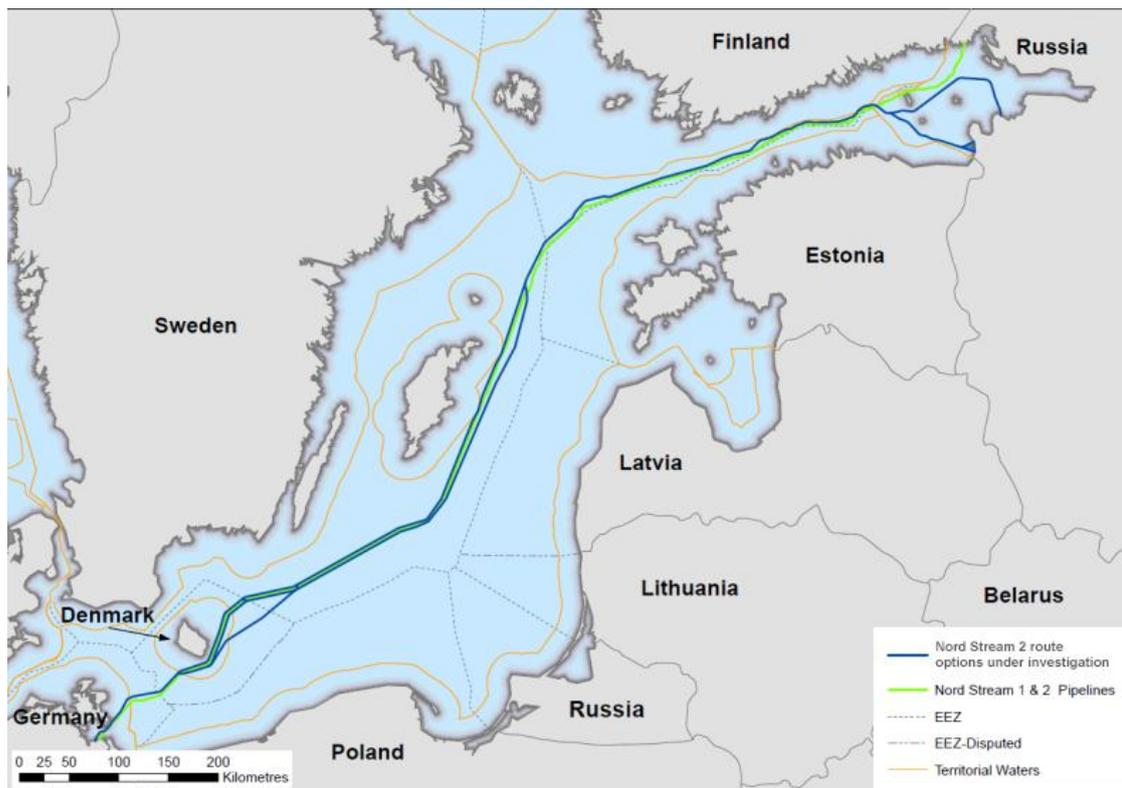 Finland
Russia
Estonia
Sweden
Latvia
Lithuania
Denmark
Belarus
Germany
Russia
Poland
Nord Stream 2 route
options under investigation
Nord Stream 1 & 2 Pipelines
EEZ
EEZ-Disputed
Territorial Waters
0 25 50 100 150 200
Kilometres